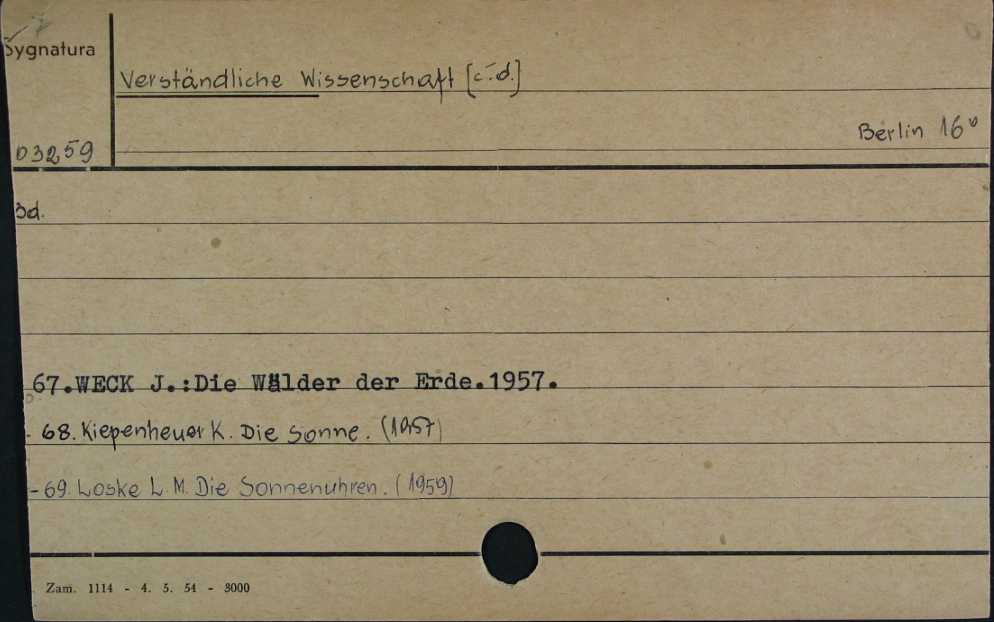 Sygnatura
Verständliche Wissenschaft [c.d.]
Berlin 16°
03259
Bd.
67.WECK J.:Die Wälder der Erde.1957.
- 68. Kiepenheuer K. Die Sonne. (1957)
- 69. Loske L. M. Die Sonnenuhren. (1959)
Zam. 1114 - 4. 5. 54 - 3000